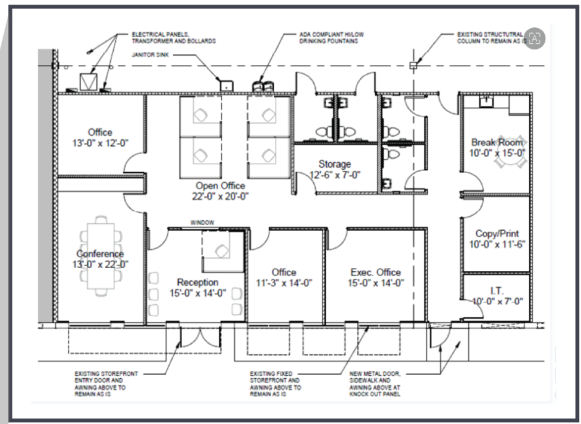 ELECTRICAL PANELS,
TRANSFORMER AND BOLLARDS
JANITOR SINK
ADA COMPLIANT HI/LOW
DRINKING FOUNTAINS
EXISTING STRUCTUTRAL
COLUMN TO REMAIN AS IS
Office
13'-0" x 12'-0"
Open Office
22'-0" x 20'-0"
Storage
12'-6" x 7'-0"
Break Room
10'-0" x 15'-0"
WINDOW
Conference
13'-0" x 22'-0"
Reception
15'-0" x 14'-0"
Office
11'-3" x 14'-0"
Exec. Office
15'-0" x 14'-0"
Copy/Print
10'-0" x 11'-6"
I.T.
10'-0" x 7'-0"
EXISTING STOREFRONT
ENTRY DOOR AND
AWNING ABOVE TO
REMAIN AS IS
EXISTING FIXED
STOREFRONT AND
AWNING ABOVE TO
REMAIN AS IS
NEW METAL DOOR,
SIDEWALK AND
AWNING ABOVE AT
KNOCK OUT PANEL